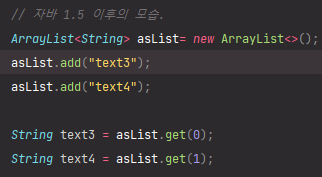 // 자바 1.5 이후의 모습.
ArrayList<String> asList= new ArrayList<>();
asList.add("text3");
asList.add("text4");
String text3 = asList.get(0);
String text4 = asList.get(1);